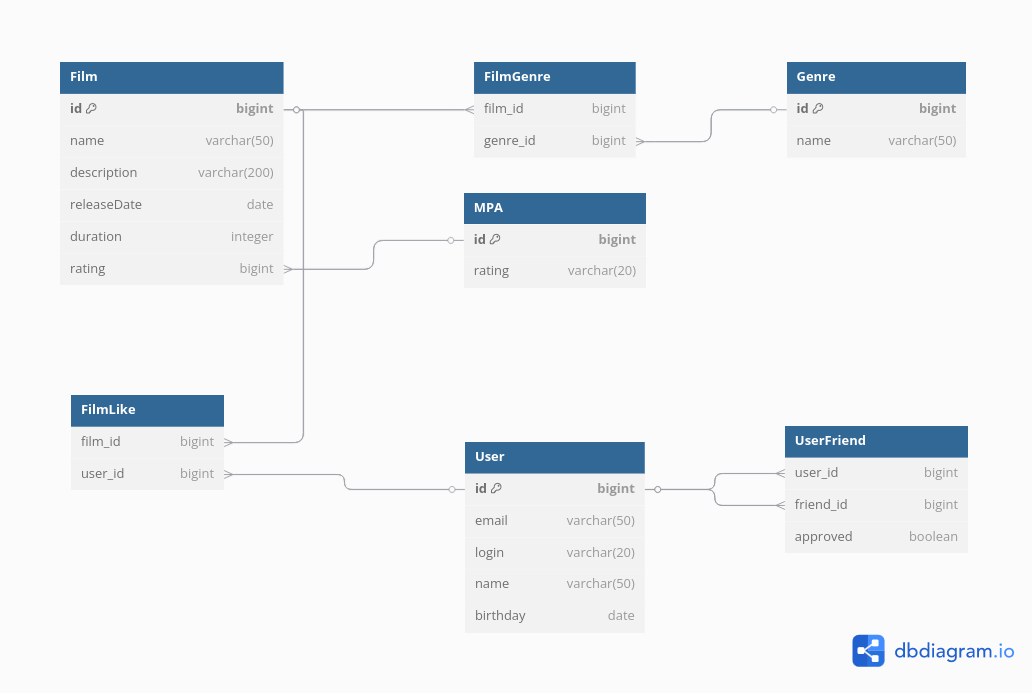 Film
id bigint
name varchar(50)
description varchar(200)
releaseDate date
duration integer
rating bigint
FilmGenre
film_id bigint
genre_id bigint
Genre
id bigint
name varchar(50)
MPA
id bigint
rating varchar(20)
FilmLike
film_id bigint
user_id bigint
User
id bigint
email varchar(50)
login varchar(20)
name varchar(50)
birthday date
UserFriend
user_id bigint
friend_id bigint
approved boolean
dbdiagram.io